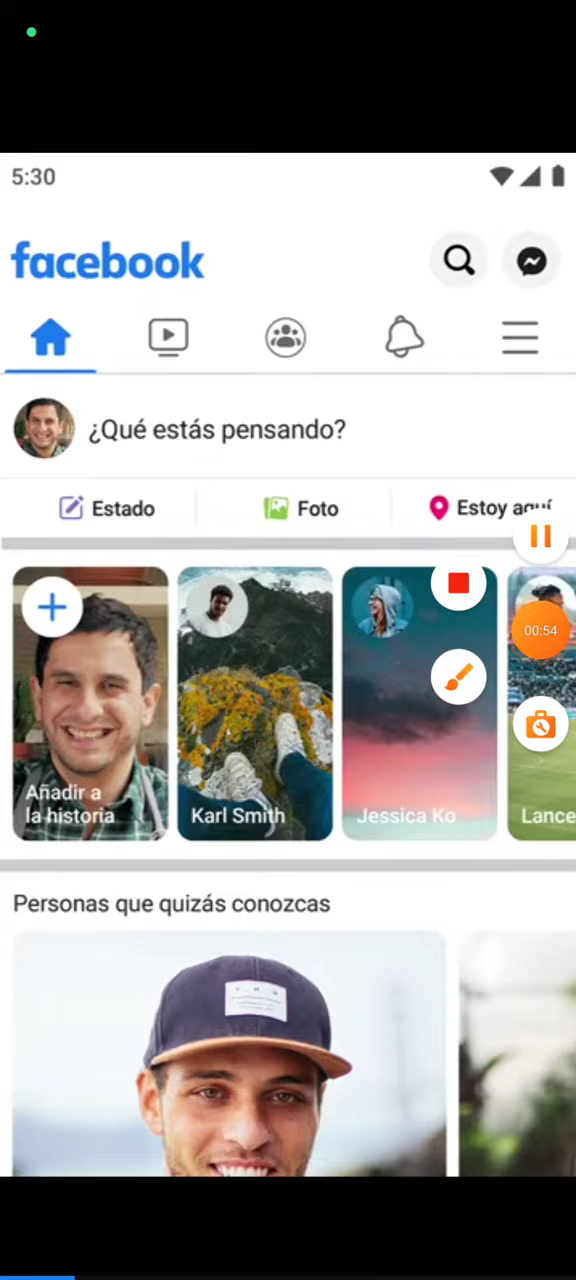 5:30
facebook
¿Qué estás pensando?
Estado
Foto
Estoy aquí
00:54
Añadir a
la historia
Karl Smith
Jessica Ko
Lance
Personas que quizás conozcas